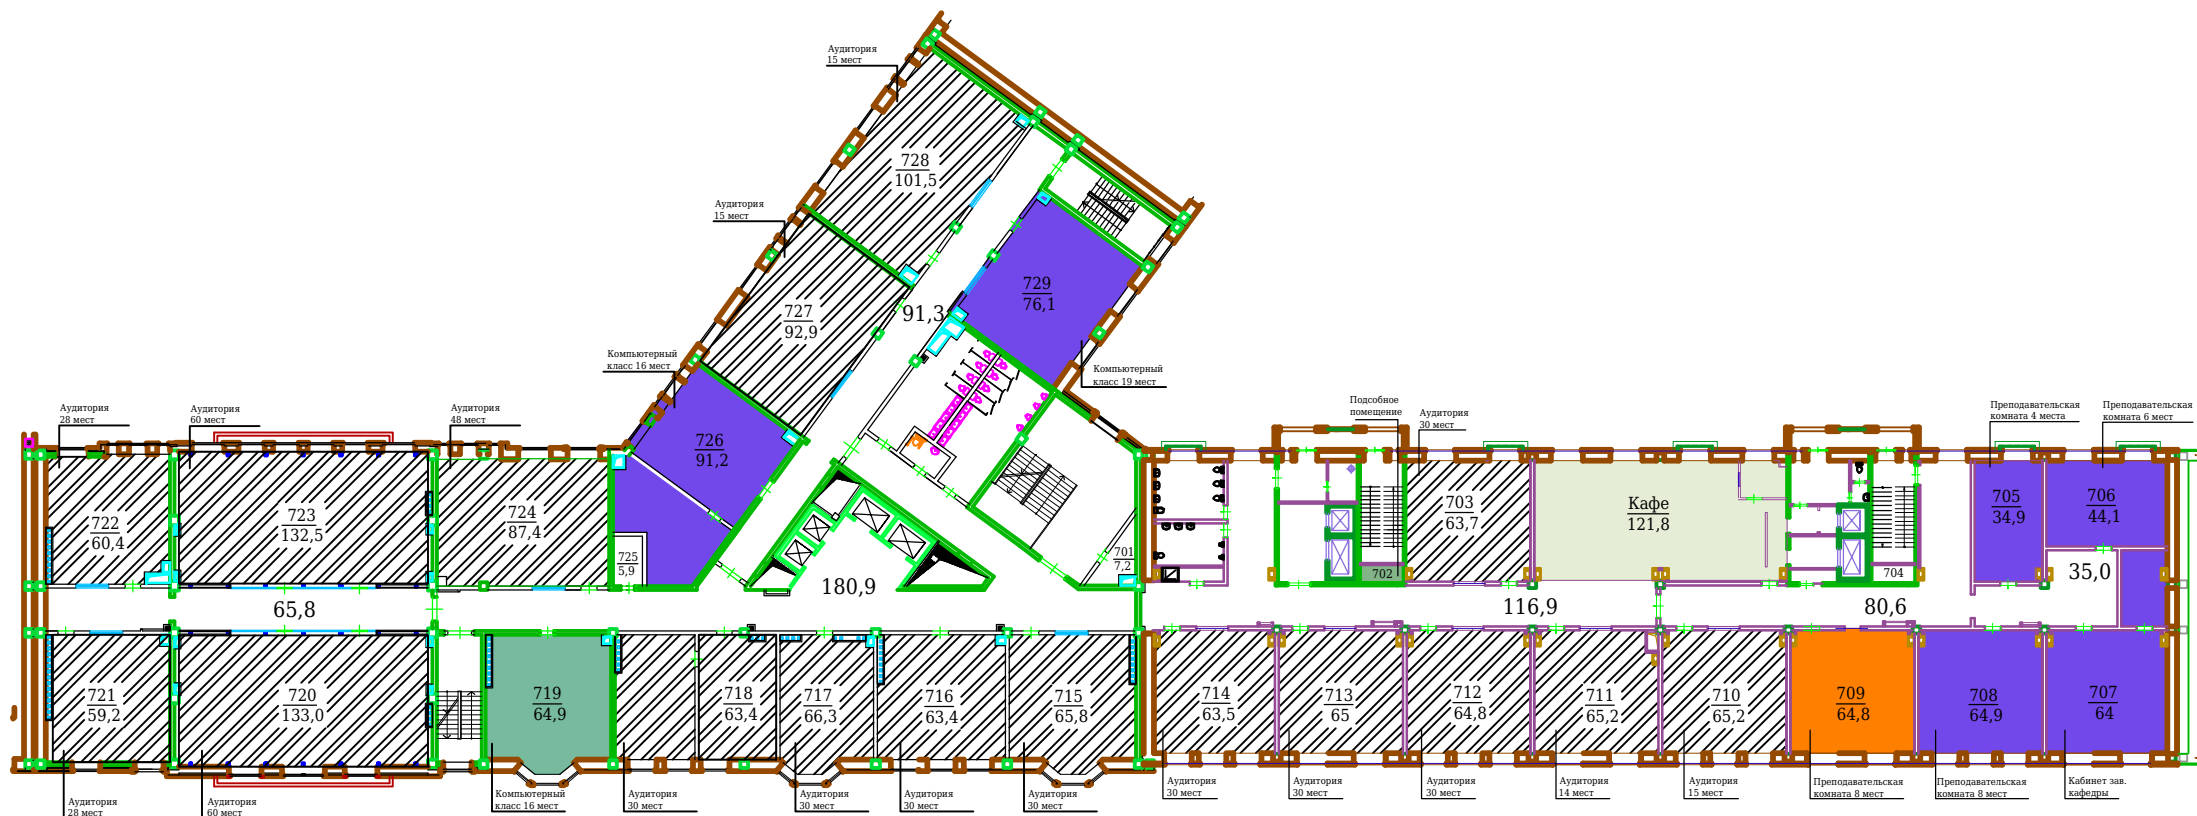 Аудитория
15 мест
728
101,5
Аудитория
15 мест
727
92,9
729
76,1
91,3
Компьютерный
класс 16 мест
Компьютерный
класс 19 мест
726
91,2
Аудитория
28 мест
Аудитория
60 мест
Аудитория
48 мест
Подсобное
помещение
Аудитория
30 мест
Преподавательская
комната 4 места
Преподавательская
комната 6 мест
722
60,4
723
132,5
724
87,4
725
5,9
701
7,2
702
703
63,7
Кафе
121,8
704
705
34,9
706
44,1
35,0
65,8
180,9
116,9
80,6
721
59,2
720
133,0
719
64,9
718
63,4
717
66,3
716
63,4
715
65,8
714
63,5
713
65
712
64,8
711
65,2
710
65,2
709
64,8
708
64,9
707
64
Аудитория
28 мест
Аудитория
60 мест
Компьютерный
класс 16 мест
Аудитория
30 мест
Аудитория
30 мест
Аудитория
30 мест
Аудитория
30 мест
Аудитория
30 мест
Аудитория
30 мест
Аудитория
30 мест
Аудитория
14 мест
Аудитория
15 мест
Преподавательская
комната 8 мест
Преподавательская
комната 8 мест
Кабинет зав.
кафедры